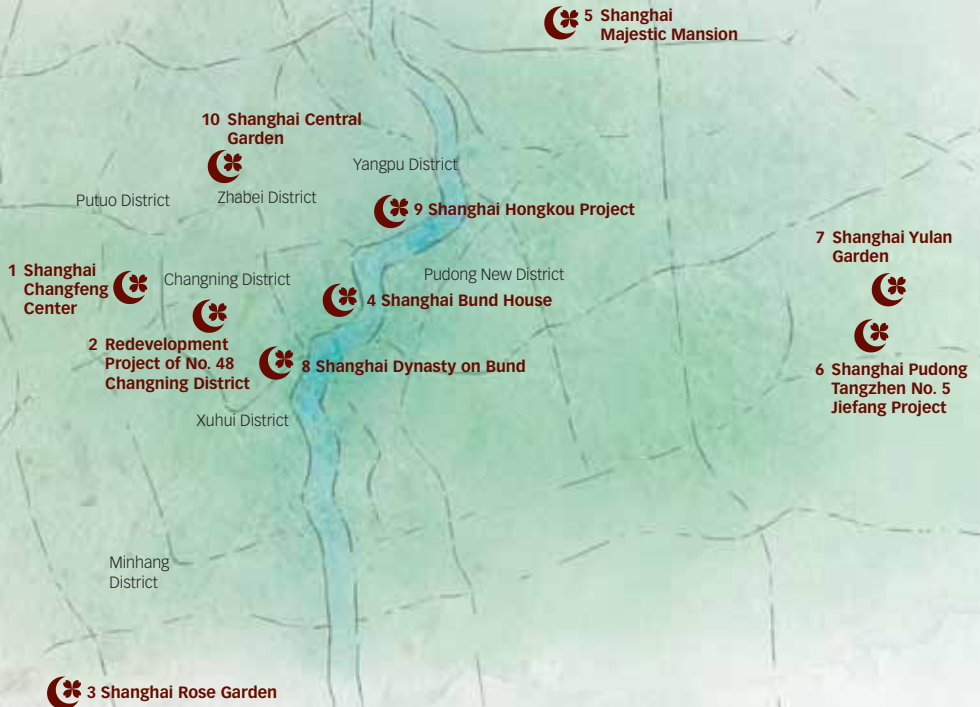 5 Shanghai
Majestic Mansion
10 Shanghai Central
Garden
Yangpu District
Putuo District
Zhabei District
9 Shanghai Hongkou Project
7 Shanghai Yulan
Garden
1 Shanghai
Changfeng
Center
Changning District
Pudong New District
4 Shanghai Bund House
2 Redevelopment
Project of No. 48
Changning District
8 Shanghai Dynasty on Bund
6 Shanghai Pudong
Tangzhen No. 5
Jiefang Project
Xuhui District
Minhang
District
3 Shanghai Rose Garden